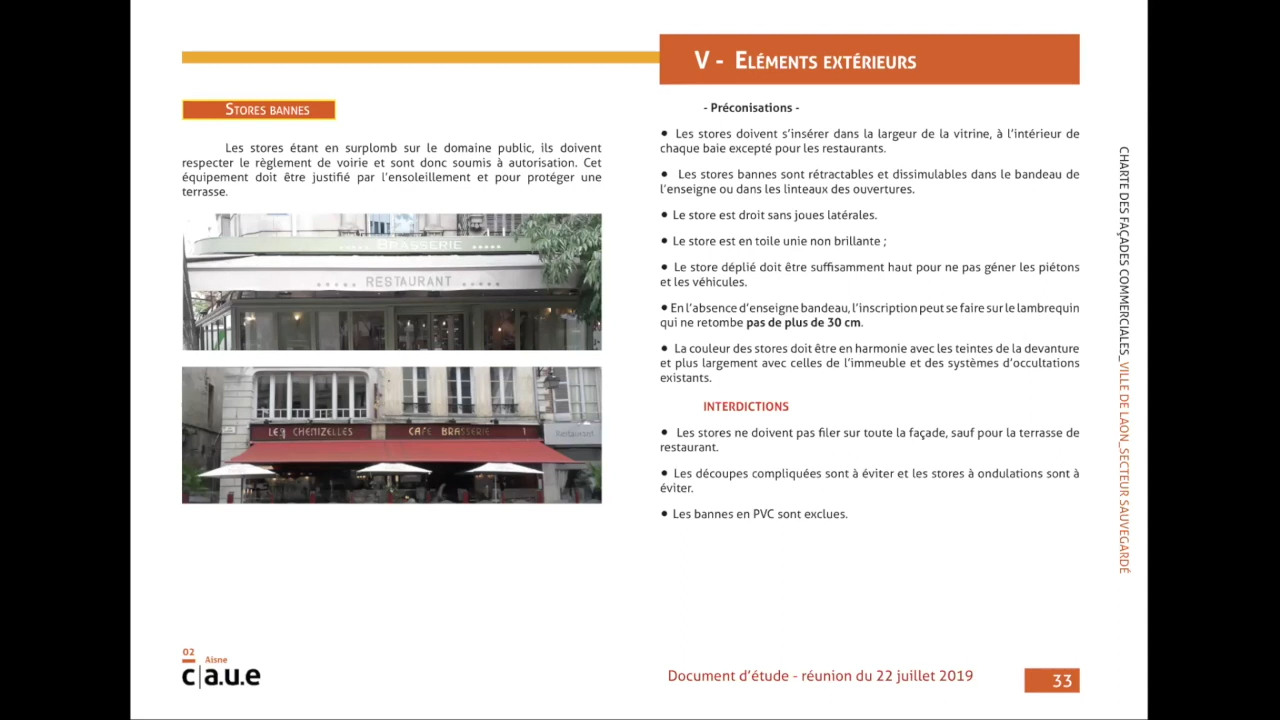 V - Eléments extérieurs
Stores bannes
Les stores étant en surplomb sur le domaine public, ils doivent
respecter le règlement de voirie et sont donc soumis à autorisation. Cet
équipement doit être justifié par l'ensoleillement et pour protéger une
terrasse.
BRASSERIE
RESTAURANT
LES CHENIZELLES
CAFE BRASSERIE
Restaurant
- Préconisations -
• Les stores doivent s'insérer dans la largeur de la vitrine, à l'intérieur de
chaque baie excepté pour les restaurants.
• Les stores bannes sont rétractables et dissimulables dans le bandeau de
l'enseigne ou dans les linteaux des ouvertures.
• Le store est droit sans joues latérales.
• Le store est en toile unie non brillante ;
• Le store déplié doit être suffisamment haut pour ne pas géner les piétons
et les véhicules.
• En l'absence d'enseigne bandeau, l'inscription peut se faire sur le lambrequin
qui ne retombe pas de plus de 30 cm.
• La couleur des stores doit être en harmonie avec les teintes de la devanture
et plus largement avec celles de l'immeuble et des systèmes d'occultations
existants.
INTERDICTIONS
• Les stores ne doivent pas filer sur toute la façade, sauf pour la terrasse de
restaurant.
• Les découpes compliquées sont à éviter et les stores à ondulations sont à
éviter.
• Les bannes en PVC sont exclues.
CHARTE DES FAÇADES COMMERCIALES_VILLE DE LAON_SECTEUR SAUVEGARDÉ
02
Aisne
c|a.u.e
Document d'étude - réunion du 22 juillet 2019
33